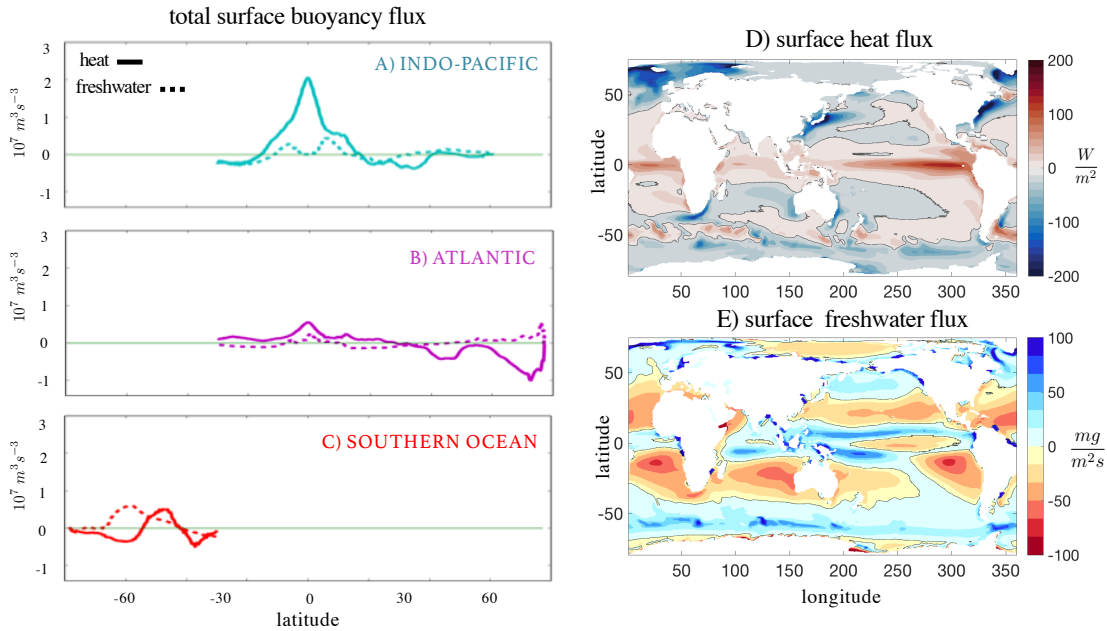 total surface buoyancy flux
3
2
1
0
-1
10⁷ m³s⁻³
heat
freshwater
A) INDO-PACIFIC
3
2
1
0
-1
10⁷ m³s⁻³
B) ATLANTIC
3
2
1
0
-1
10⁷ m³s⁻³
C) SOUTHERN OCEAN
-60 -30 0 30 60
latitude
D) surface heat flux
50
0
-50
latitude
50 100 150 200 250 300 350
200
100
0
-100
-200
W
m²
E) surface freshwater flux
50
0
-50
latitude
50 100 150 200 250 300 350
longitude
100
50
0
-50
-100
mg
m²s